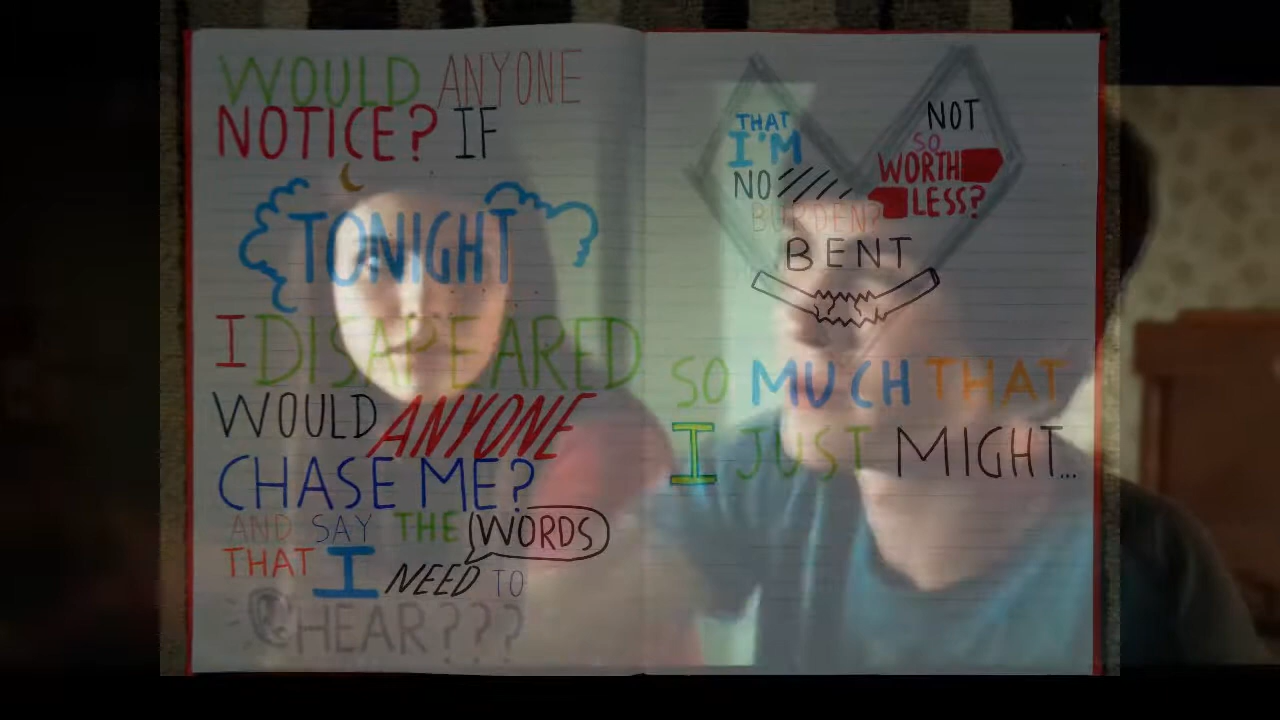 WOULD ANYONE
NOTICE? IF
TONIGHT
I DISAPEARED
WOULD ANYONE
CHASE ME?
AND SAY THE WORDS
THAT I NEED TO
HEAR???
THAT
I'M
NO
BURDEN?
NOT
SO
WORTH
LESS?
BENT
SO MUCH THAT
I JUST MIGHT...